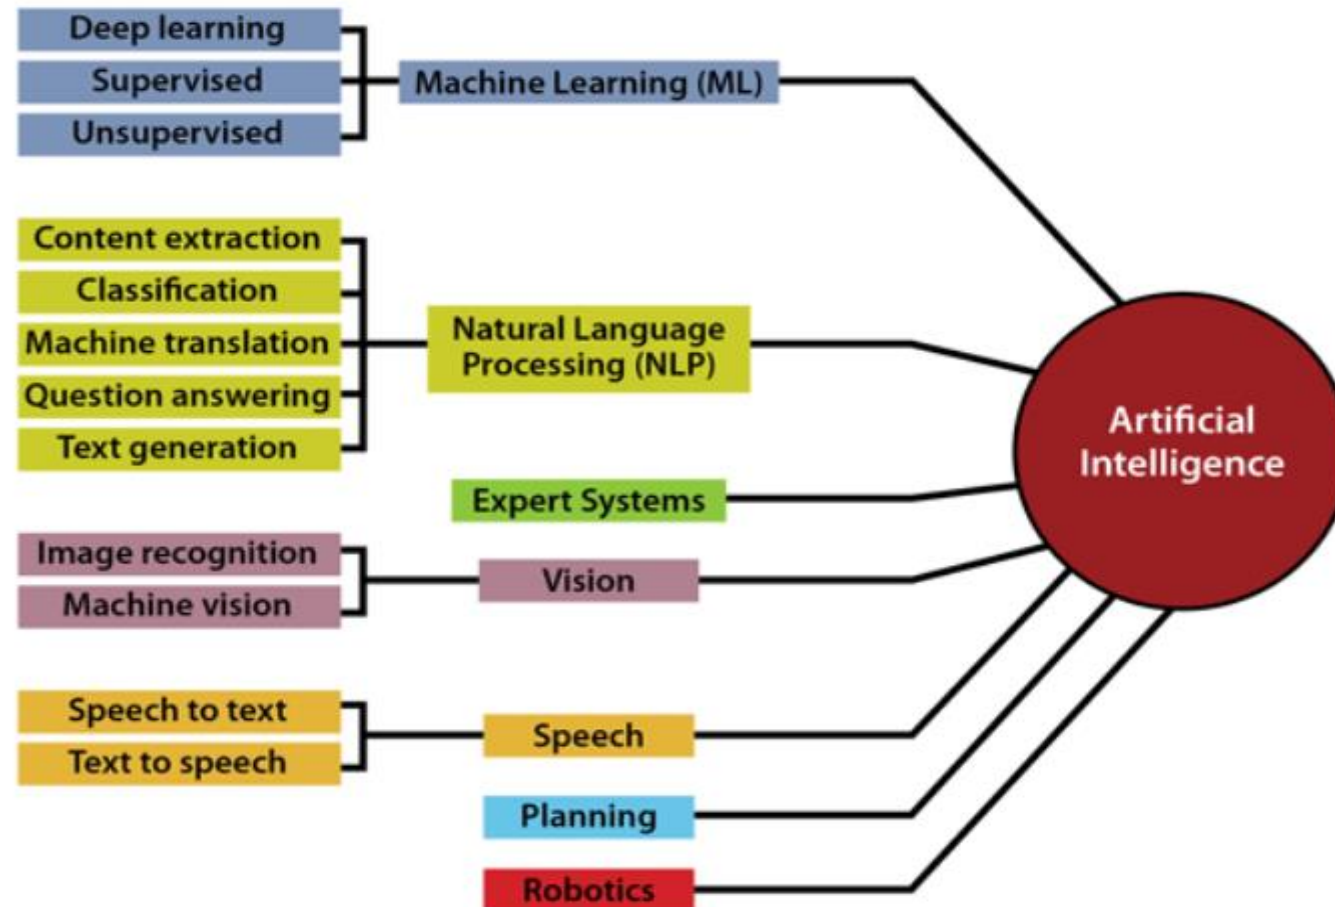 Deep learning
Supervised
Unsupervised
Machine Learning (ML)
Content extraction
Classification
Machine translation
Question answering
Text generation
Natural Language
Processing (NLP)
Expert Systems
Image recognition
Machine vision
Vision
Speech to text
Text to speech
Speech
Planning
Robotics
Artificial
Intelligence